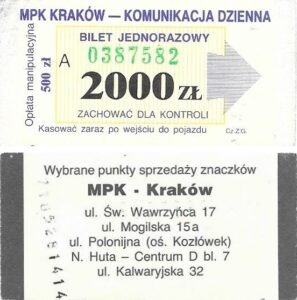 MPK KRAKÓW — KOMUNIKACJA DZIENNA
Opłata manipulacyjna
500 zł
BILET JEDNORAZOWY
A 0387582
2000 ZŁ
ZACHOWAĆ DLA KONTROLI
Kasować zaraz po wejściu do pojazdu
Cz.Z.G.
Wybrane punkty sprzedaży znaczków
MPK - Kraków
ul. Św. Wawrzyńca 17
ul. Mogilska 15a
ul. Polonijna (oś. Kozłówek)
N. Huta – Centrum D bl. 7
ul. Kalwaryjska 32